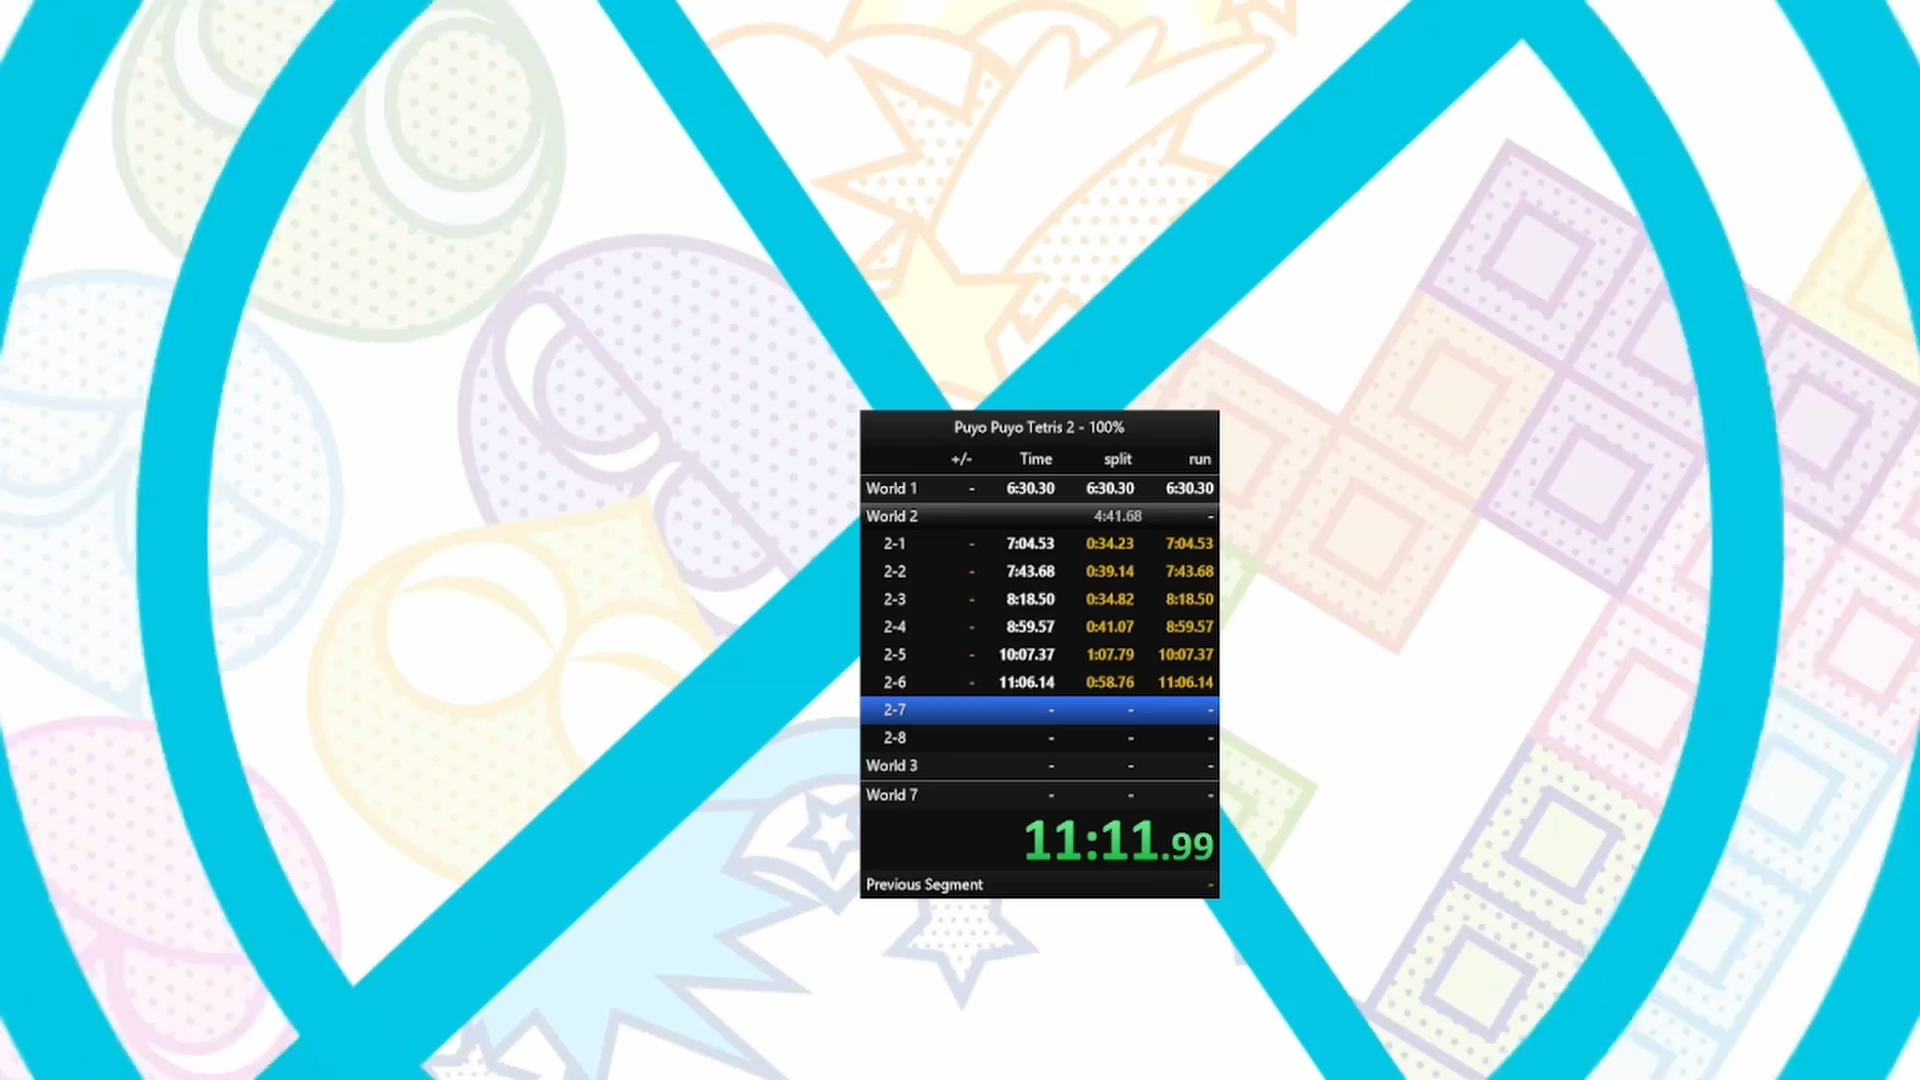 Puyo Puyo Tetris 2 - 100%
+/- Time split run
World 1 - 6:30.30 6:30.30 6:30.30
World 2 4:41.68 -
2-1 - 7:04.53 0:34.23 7:04.53
2-2 - 7:43.68 0:39.14 7:43.68
2-3 - 8:18.50 0:34.82 8:18.50
2-4 - 8:59.57 0:41.07 8:59.57
2-5 - 10:07.37 1:07.79 10:07.37
2-6 - 11:06.14 0:58.76 11:06.14
2-7 - - -
2-8 - - -
World 3 - - -
World 7 - - -
11:11.99
Previous Segment -